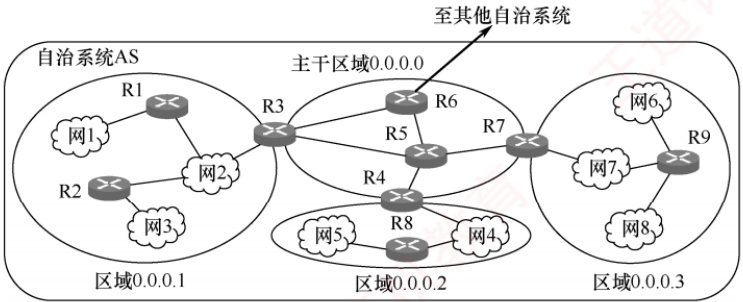 至其他自治系统
自治系统AS
主干区域0.0.0.0
R1
R3
R6
R5
R7
网6
R9
网1
网2
网7
R2
R4
网3
R8
网5
网4
网8
区域0.0.0.1
区域0.0.0.2
区域0.0.0.3